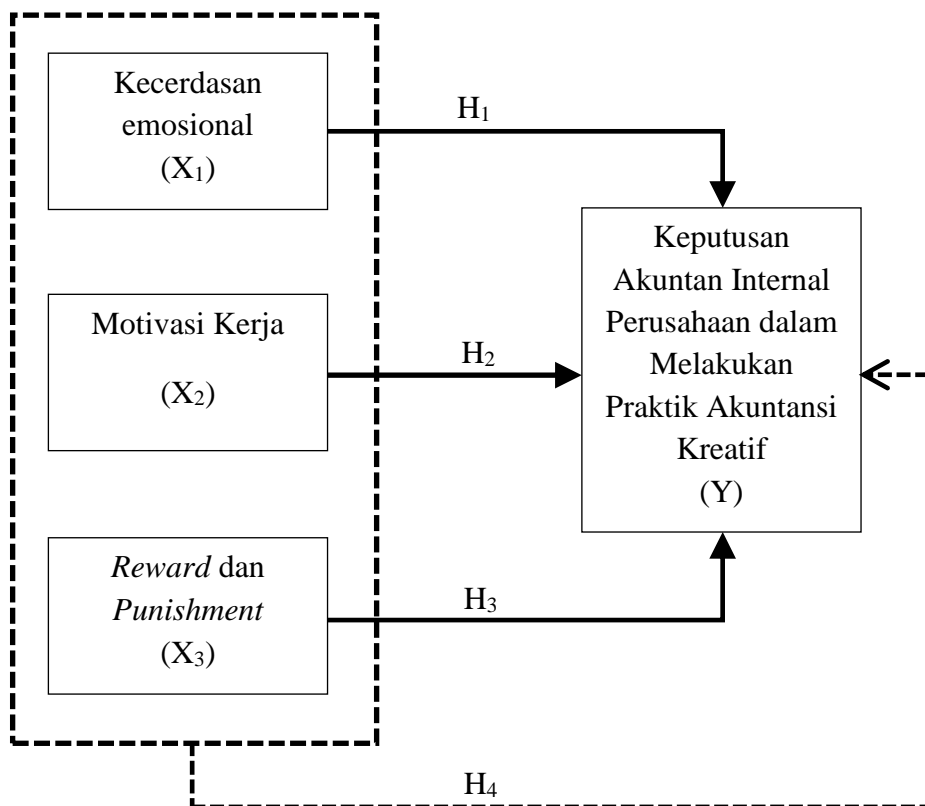 Kecerdasan
emosional
(X₁)
H₁
Motivasi Kerja
(X₂)
H₂
Reward dan
Punishment
(X₃)
H₃
Keputusan
Akuntan Internal
Perusahaan dalam
Melakukan
Praktik Akuntansi
Kreatif
(Y)
H₄